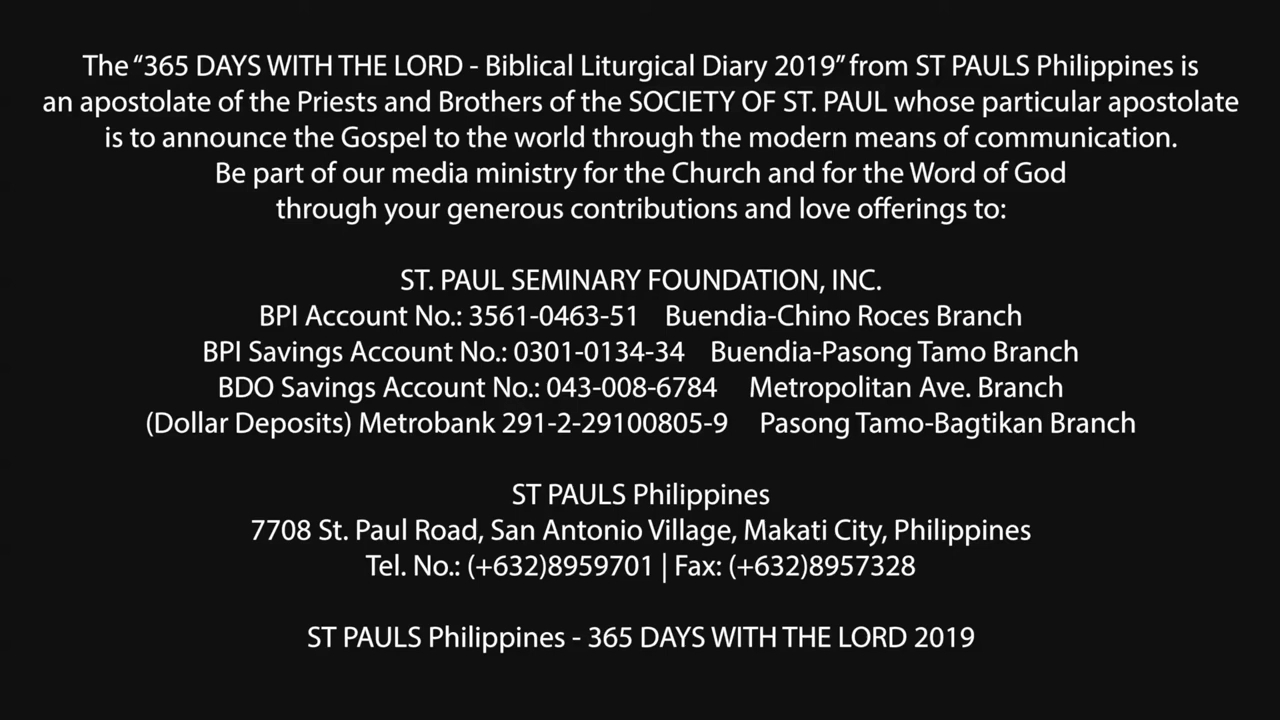 The “365 DAYS WITH THE LORD - Biblical Liturgical Diary 2019” from ST PAULS Philippines is
an apostolate of the Priests and Brothers of the SOCIETY OF ST. PAUL whose particular apostolate
is to announce the Gospel to the world through the modern means of communication.
Be part of our media ministry for the Church and for the Word of God
through your generous contributions and love offerings to:
ST. PAUL SEMINARY FOUNDATION, INC.
BPI Account No.: 3561-0463-51 Buendia-Chino Roces Branch
BPI Savings Account No.: 0301-0134-34 Buendia-Pasong Tamo Branch
BDO Savings Account No.: 043-008-6784 Metropolitan Ave. Branch
(Dollar Deposits) Metrobank 291-2-29100805-9 Pasong Tamo-Bagtikan Branch
ST PAULS Philippines
7708 St. Paul Road, San Antonio Village, Makati City, Philippines
Tel. No.: (+632)8959701 | Fax: (+632)8957328
ST PAULS Philippines - 365 DAYS WITH THE LORD 2019